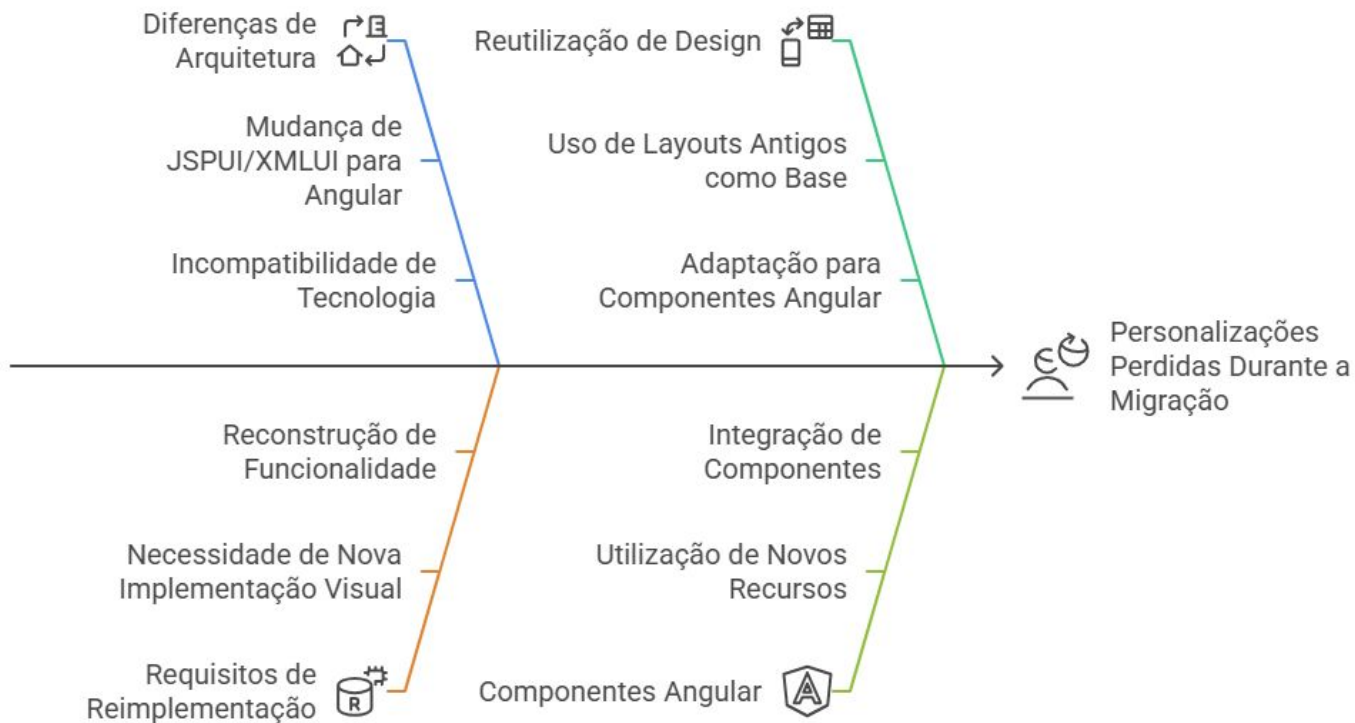 Diferenças de
Arquitetura
Mudança de
JSPUI/XMLUI para
Angular
Incompatibilidade de
Tecnologia
Reutilização de Design
Uso de Layouts Antigos
como Base
Adaptação para
Componentes Angular
Personalizações
Perdidas Durante a
Migração
Reconstrução de
Funcionalidade
Necessidade de Nova
Implementação Visual
Requisitos de
Reimplementação
R
Integração de
Componentes
Utilização de Novos
Recursos
Componentes Angular
A